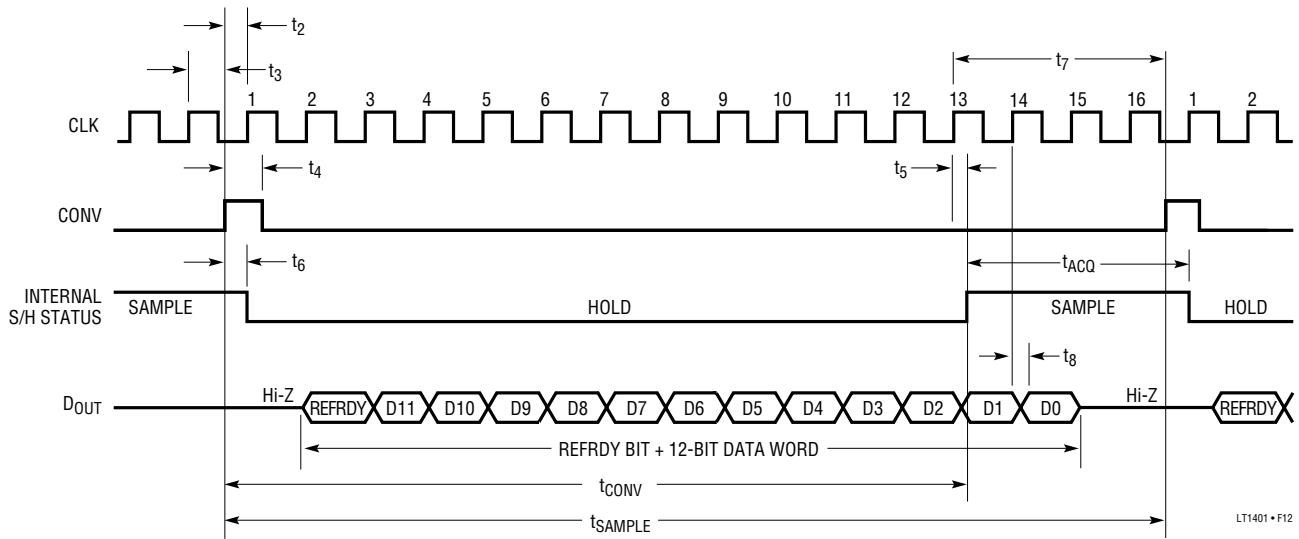 t2
t3
t7
1 2 3 4 5 6 7 8 9 10 11 12 13 14 15 16 1 2
CLK
t4
t5
CONV
t6
tACQ
INTERNAL
S/H STATUS
SAMPLE HOLD SAMPLE HOLD
t8
DOUT Hi-Z REFRDY D11 D10 D9 D8 D7 D6 D5 D4 D3 D2 D1 D0 Hi-Z REFRDY
REFRDY BIT + 12-BIT DATA WORD
tCONV
tSAMPLE
LT1401 • F12